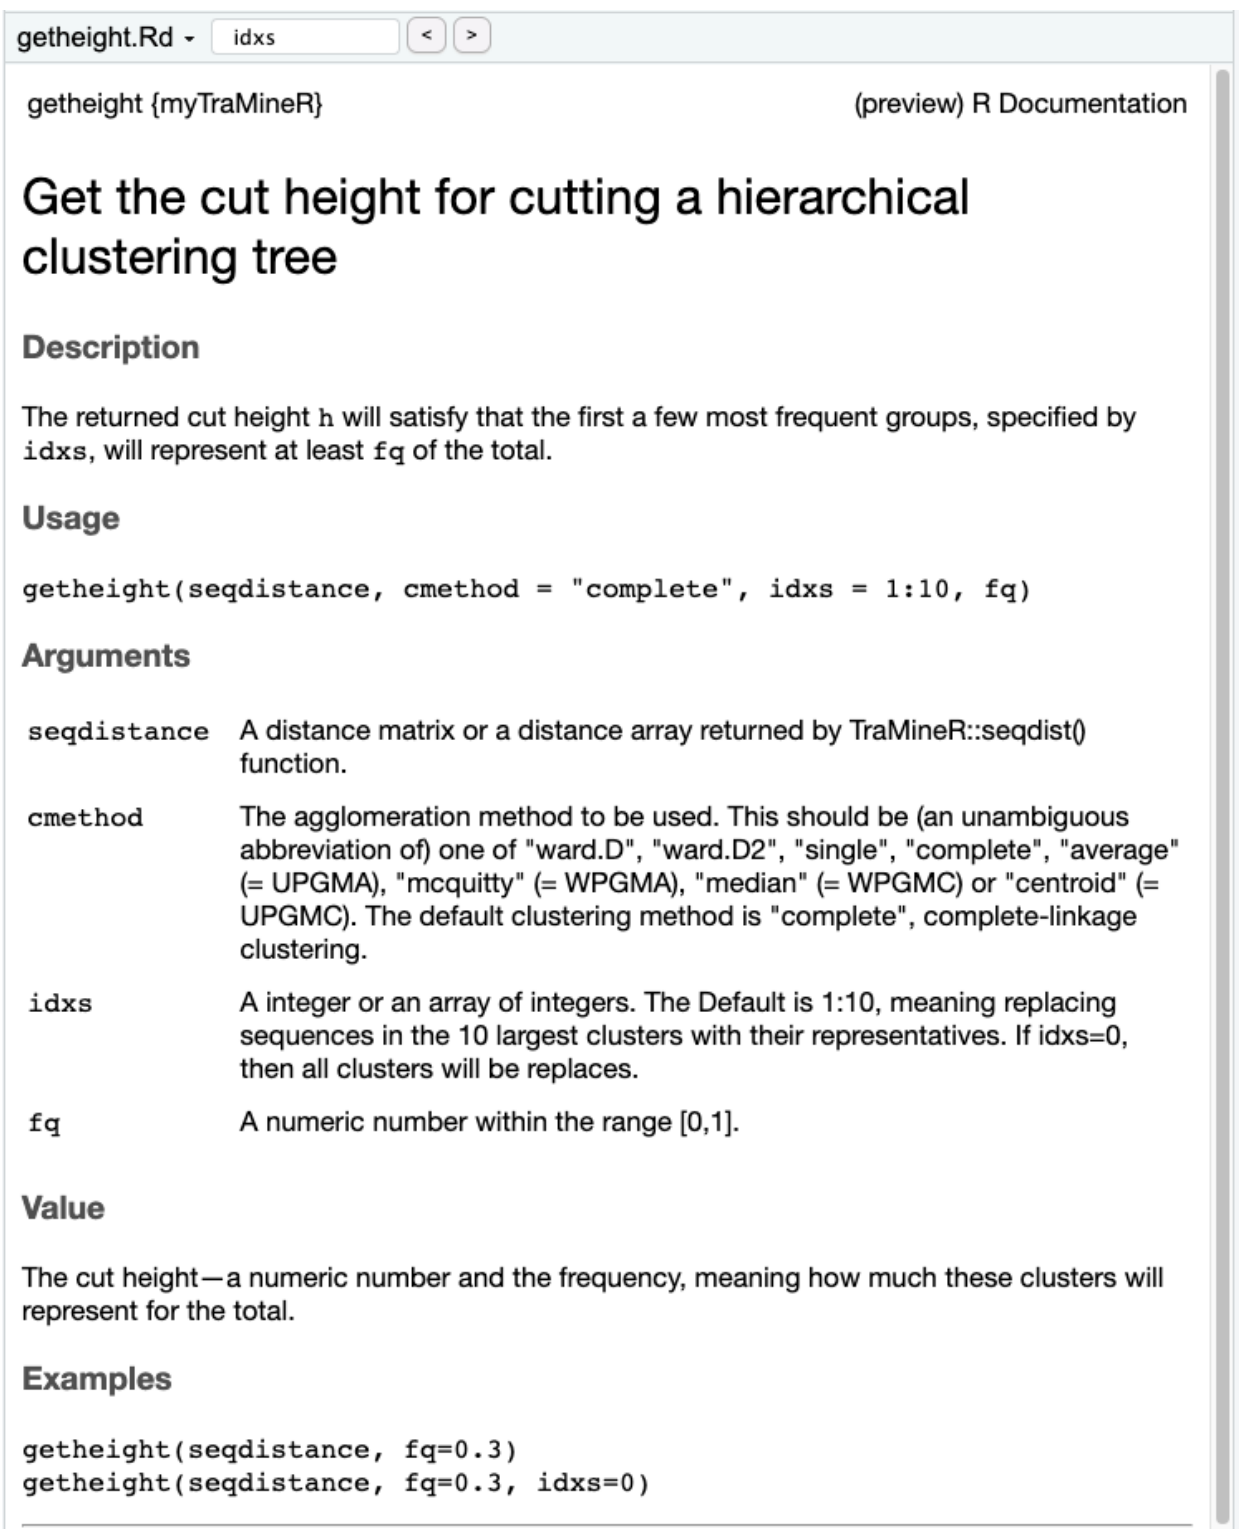 getheight.Rd idxs < >
getheight {myTraMineR} (preview) R Documentation
Get the cut height for cutting a hierarchical
clustering tree
Description
The returned cut height h will satisfy that the first a few most frequent groups, specified by
idxs, will represent at least fq of the total.
Usage
getheight(seqdistance, cmethod = "complete", idxs = 1:10, fq)
Arguments
seqdistance A distance matrix or a distance array returned by TraMineR::seqdist()
function.
cmethod The agglomeration method to be used. This should be (an unambiguous
abbreviation of) one of "ward.D", "ward.D2", "single", "complete", "average"
(= UPGMA), "mcquitty" (= WPGMA), "median" (= WPGMC) or "centroid" (=
UPGMC). The default clustering method is "complete", complete-linkage
clustering.
idxs A integer or an array of integers. The Default is 1:10, meaning replacing
sequences in the 10 largest clusters with their representatives. If idxs=0,
then all clusters will be replaces.
fq A numeric number within the range [0,1].
Value
The cut height—a numeric number and the frequency, meaning how much these clusters will
represent for the total.
Examples
getheight(seqdistance, fq=0.3)
getheight(seqdistance, fq=0.3, idxs=0)